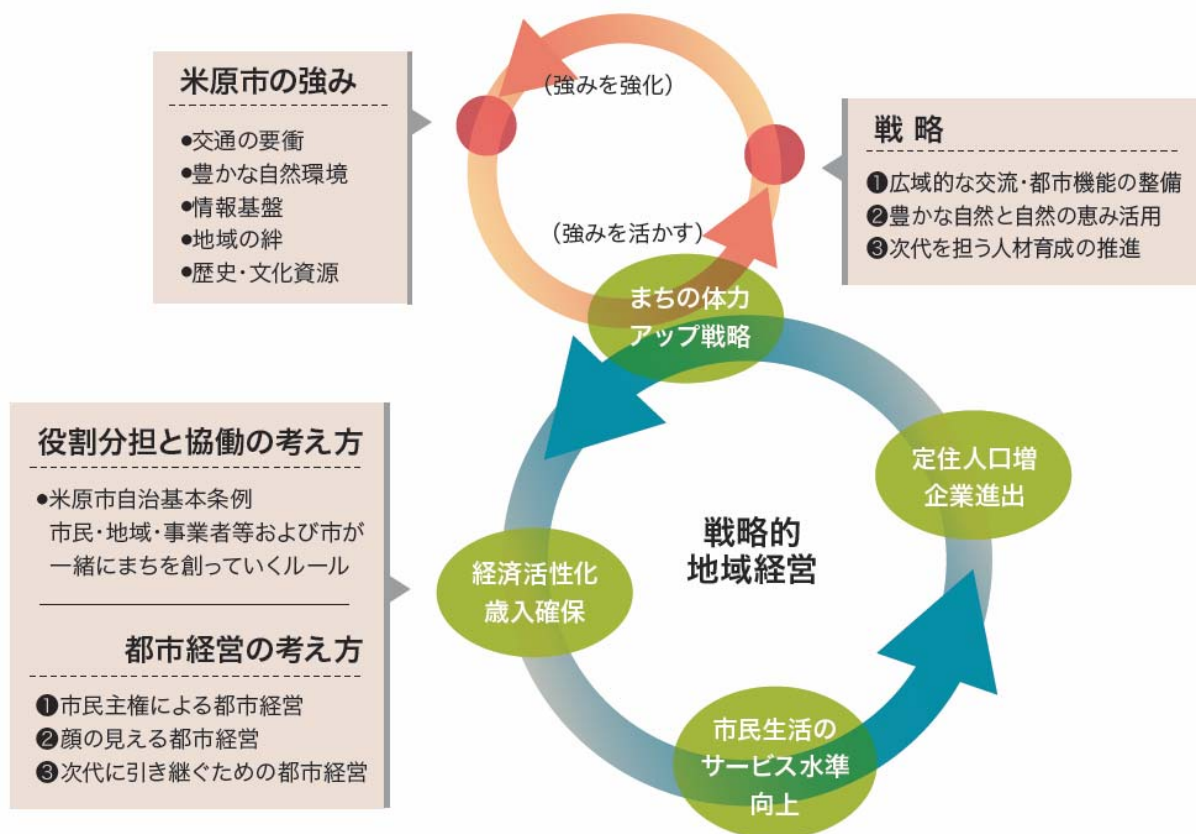 米原市の強み
●交通の要衝
●豊かな自然環境
●情報基盤
●地域の絆
●歴史・文化資源
（強みを強化）
（強みを活かす）
戦 略
❶広域的な交流・都市機能の整備
❷豊かな自然と自然の恵み活用
❸次代を担う人材育成の推進
まちの体力
アップ戦略
役割分担と協働の考え方
●米原市自治基本条例
市民・地域・事業者等および市が
一緒にまちを創っていくルール
都市経営の考え方
❶市民主権による都市経営
❷顔の見える都市経営
❸次代に引き継ぐための都市経営
経済活性化
歳入確保
戦略的
地域経営
定住人口増
企業進出
市民生活の
サービス水準
向上